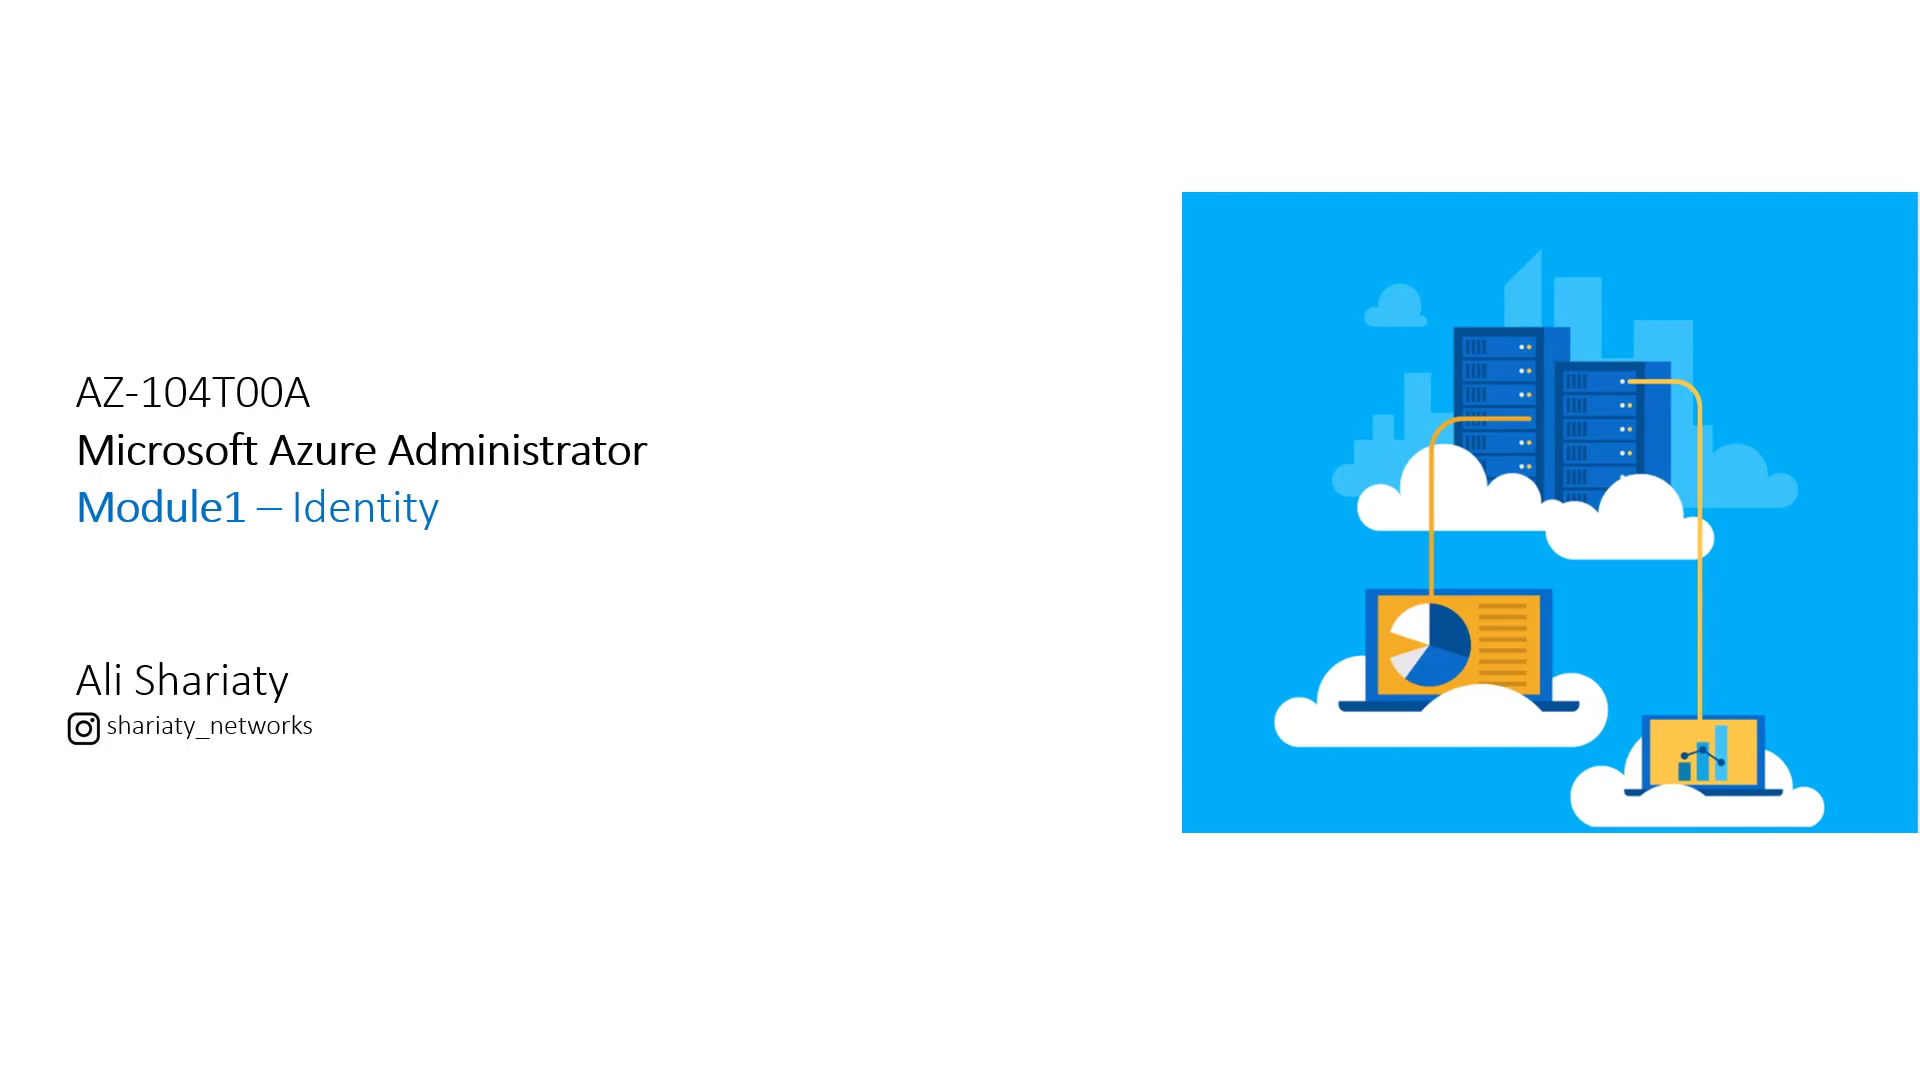 AZ-104T00A
Microsoft Azure Administrator
Module1 – Identity
Ali Shariaty
shariaty_networks